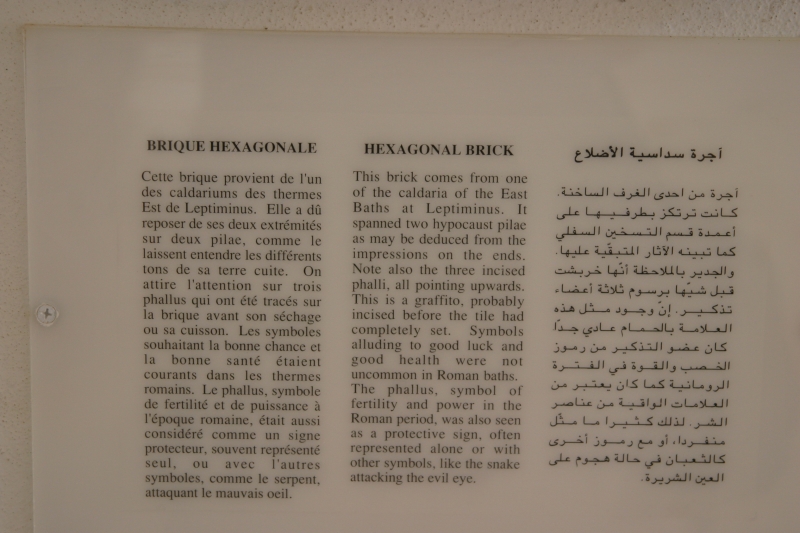 BRIQUE HEXAGONALE
Cette brique provient de l'un
des caldariums des thermes
Est de Leptiminus. Elle a dû
reposer de ses deux extrémités
sur deux pilae, comme le
laissent entendre les différents
tons de sa terre cuite. On
attire l'attention sur trois
phallus qui ont été tracés sur
la brique avant son séchage
ou sa cuisson. Les symboles
souhaitant la bonne chance et
la bonne santé étaient
courants dans les thermes
romains. Le phallus, symbole
de fertilité et de puissance à
l'époque romaine, était aussi
considéré comme un signe
protecteur, souvent représenté
seul, ou avec l'autres
symboles, comme le serpent,
attaquant le mauvais oeil.
HEXAGONAL BRICK
This brick comes from one
of the caldaria of the East
Baths at Leptiminus. It
spanned two hypocaust pilae
as may be deduced from the
impressions on the ends.
Note also the three incised
phalli, all pointing upwards.
This is a graffito, probably
incised before the tile had
completely set. Symbols
alluding to good luck and
good health were not
uncommon in Roman baths.
The phallus, symbol of
fertility and power in the
Roman period, was also seen
as a protective sign, often
represented alone or with
other symbols, like the snake
attacking the evil eye.
أجرة سداسية الأضلاع
أجرة من احدى الغرف الساخنة.
كـانت ترتكز بطرفيـها على
أعمدة قسم التسخين السفلي
كما تبينه الآثار المتبقّية عليها.
والجدير بالملاحظة أنّها خربشت
قبل شيّها برسوم ثلاثة أعضاء
تذكـيـر. إنّ وجود مـثل هذه
العلامة بالحمام عادي جدًا
كان عضو التذكير من رموز
الخـصب والقوة في الفـتـرة
الرومانية كما كان يعتبر من
العلامات الواقية من عناصر
الشر. لذلك كـثيـرا ما مـثّل
منفردا، أو مع رموز أخرى
كالثعبان في حالة هجوم على
العين الشريرة.